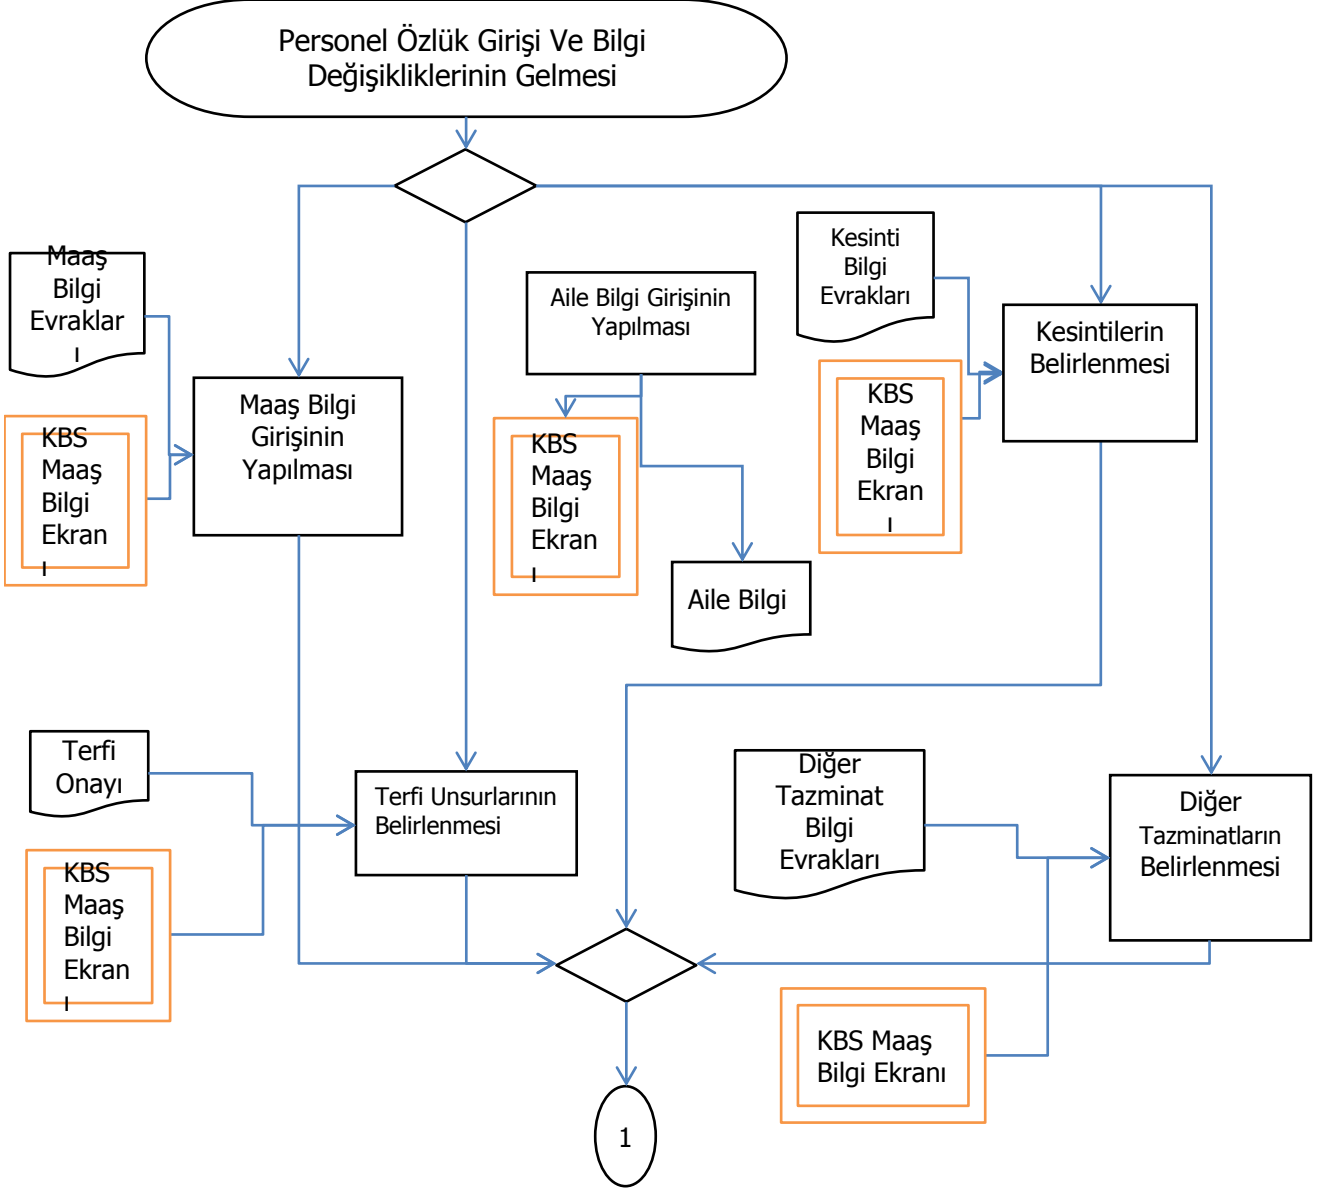 Personel Özlük Girişi Ve Bilgi
Değişikliklerinin Gelmesi
Maaş
Bilgi
Evraklar
ı
KBS
Maaş
Bilgi
Ekran
ı
Maaş Bilgi
Girişinin
Yapılması
Aile Bilgi Girişinin
Yapılması
KBS
Maaş
Bilgi
Ekran
ı
Aile Bilgi
Kesinti
Bilgi
Evrakları
KBS
Maaş
Bilgi
Ekran
ı
Kesintilerin
Belirlenmesi
Terfi
Onayı
KBS
Maaş
Bilgi
Ekran
ı
Terfi Unsurlarının
Belirlenmesi
Diğer
Tazminat
Bilgi
Evrakları
Diğer
Tazminatların
Belirlenmesi
KBS Maaş
Bilgi Ekranı
1